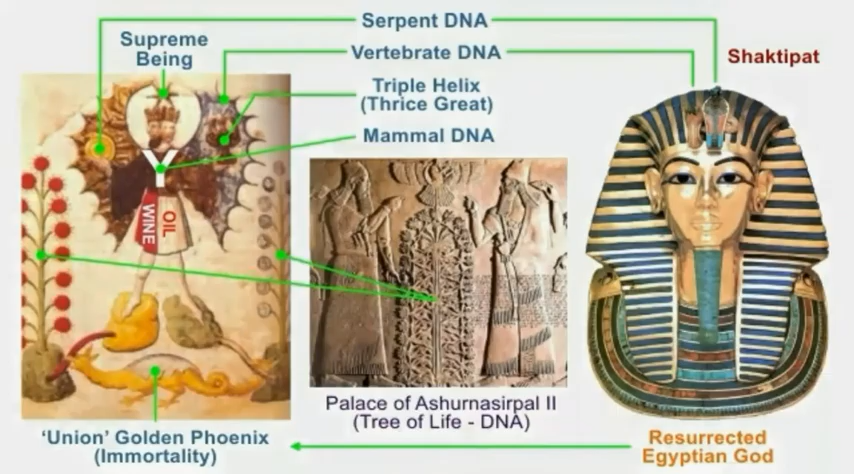 Serpent DNA
Supreme
Being
Vertebrate DNA
Shaktipat
Triple Helix
(Thrice Great)
Mammal DNA
Y
OIL
WINE
Palace of Ashurnasirpal II
(Tree of Life - DNA)
'Union' Golden Phoenix
(Immortality)
Resurrected
Egyptian God